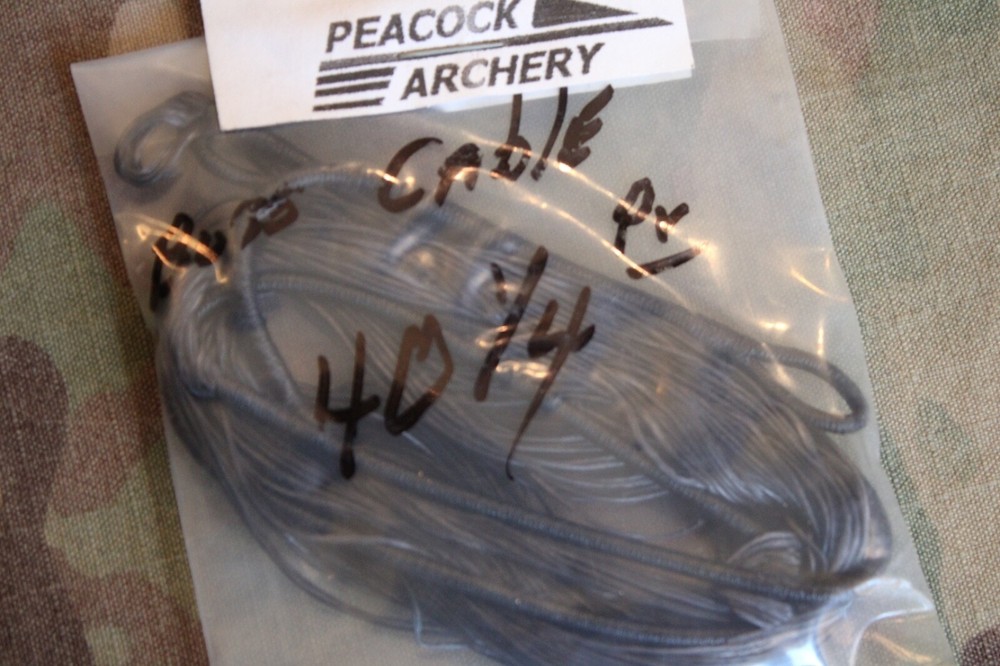 PEACOCK
ARCHERY
CABLE
40 1/4